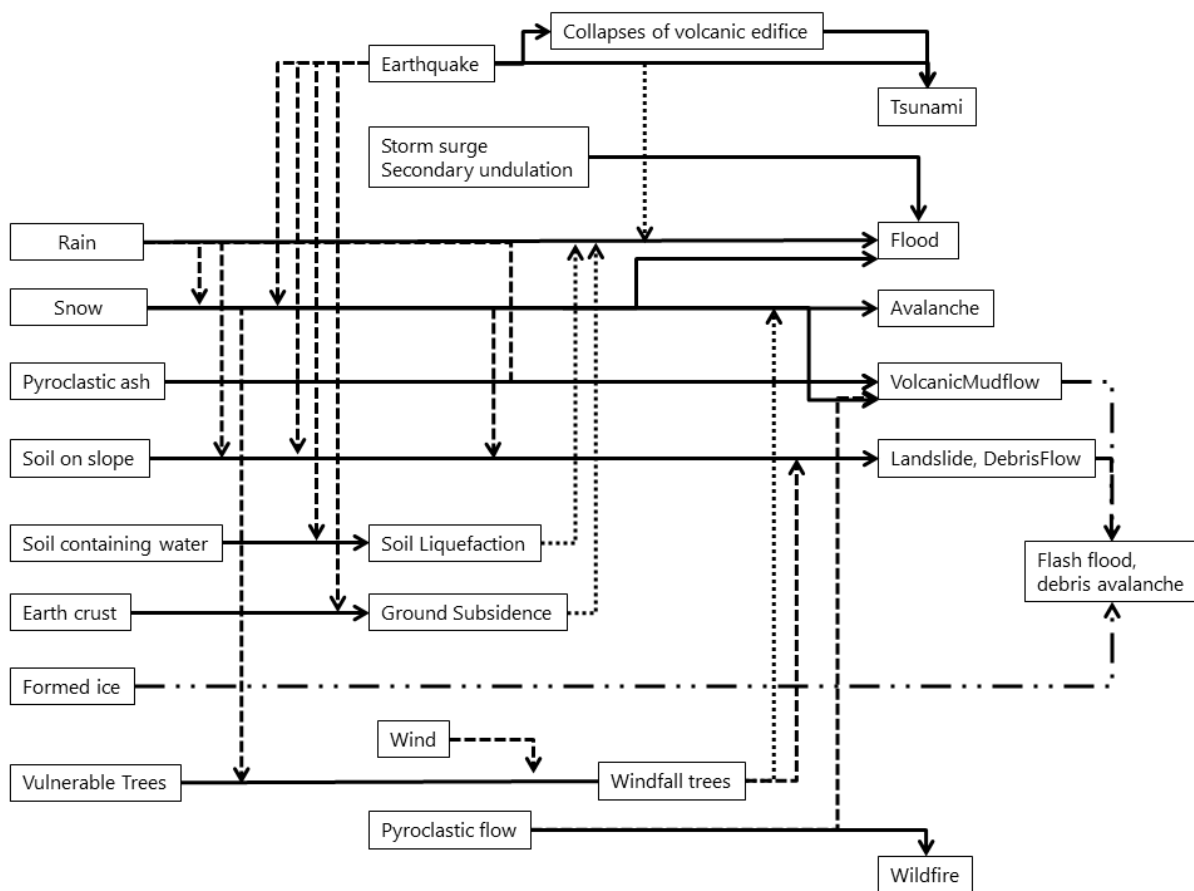 Collapses of volcanic edifice
Earthquake
Tsunami
Storm surge
Secondary undulation
Rain
Flood
Snow
Avalanche
Pyroclastic ash
VolcanicMudflow
Soil on slope
Landslide, DebrisFlow
Soil containing water
Soil Liquefaction
Flash flood,
debris avalanche
Earth crust
Ground Subsidence
Formed ice
Wind
Vulnerable Trees
Windfall trees
Pyroclastic flow
Wildfire